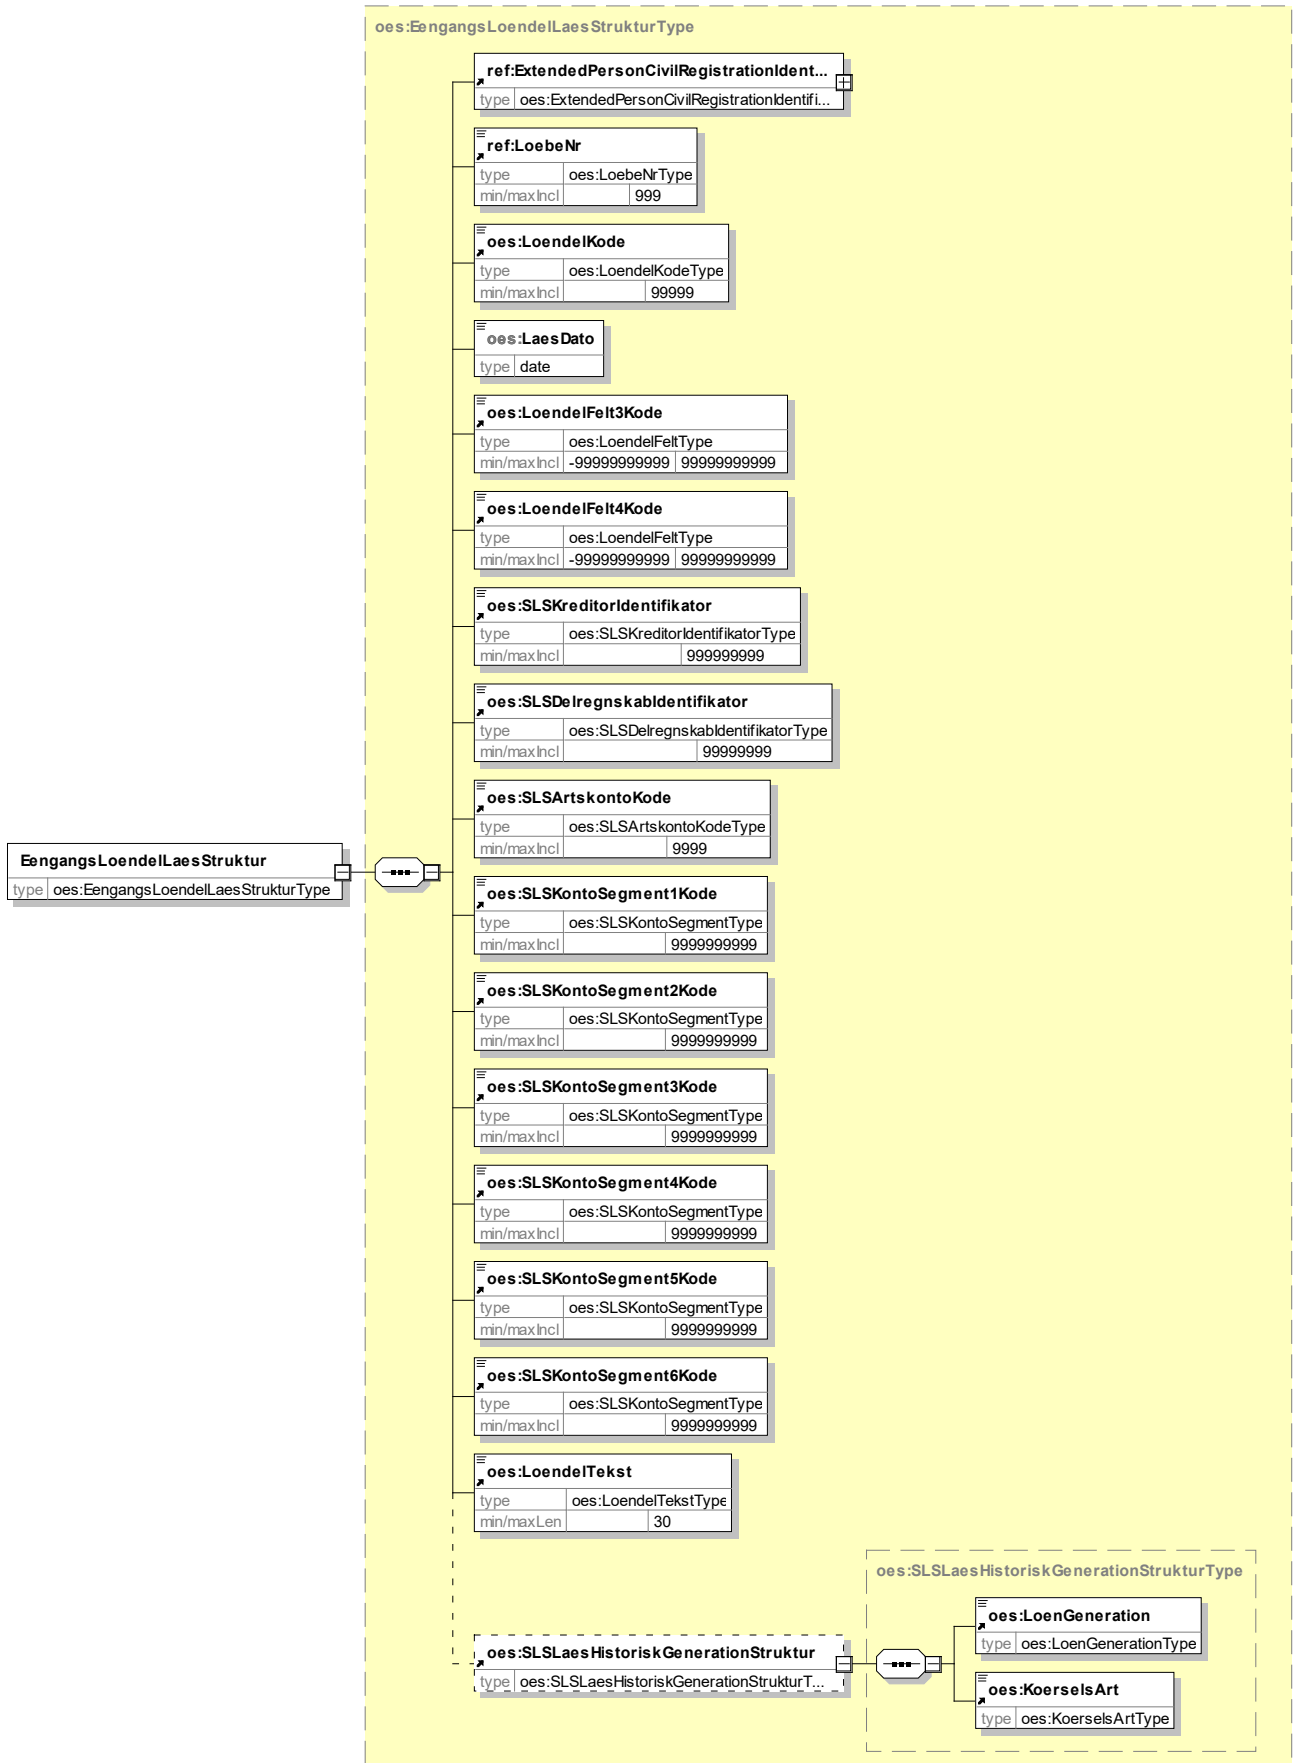 oes:EengangsLoendelLaesStrukturType
ref:ExtendedPersonCivilRegistrationIdent...
type oes:ExtendedPersonCivilRegistrationIdentifi...
ref:LoebeNr
type oes:LoebeNrType
min/maxIncl 999
oes:LoendelKode
type oes:LoendelKodeType
min/maxIncl 99999
oes:LaesDato
type date
oes:LoendelFelt3Kode
type oes:LoendelFeltType
min/maxIncl -99999999999 99999999999
oes:LoendelFelt4Kode
type oes:LoendelFeltType
min/maxIncl -99999999999 99999999999
oes:SLSKreditorIdentifikator
type oes:SLSKreditorIdentifikatorType
min/maxIncl 999999999
oes:SLSDelregnskabIdentifikator
type oes:SLSDelregnskabIdentifikatorType
min/maxIncl 99999999
oes:SLSArtskontoKode
type oes:SLSArtskontoKodeType
min/maxIncl 9999
EengangsLoendelLaesStruktur
type oes:EengangsLoendelLaesStrukturType
oes:SLSKontoSegment1Kode
type oes:SLSKontoSegmentType
min/maxIncl 9999999999
oes:SLSKontoSegment2Kode
type oes:SLSKontoSegmentType
min/maxIncl 9999999999
oes:SLSKontoSegment3Kode
type oes:SLSKontoSegmentType
min/maxIncl 9999999999
oes:SLSKontoSegment4Kode
type oes:SLSKontoSegmentType
min/maxIncl 9999999999
oes:SLSKontoSegment5Kode
type oes:SLSKontoSegmentType
min/maxIncl 9999999999
oes:SLSKontoSegment6Kode
type oes:SLSKontoSegmentType
min/maxIncl 9999999999
oes:LoendelTekst
type oes:LoendelTekstType
min/maxLen 30
oes:SLSLaesHistoriskGenerationStruktur
type oes:SLSLaesHistoriskGenerationStrukturT...
oes:SLSLaesHistoriskGenerationStrukturType
oes:LoenGeneration
type oes:LoenGenerationType
oes:KoerselsArt
type oes:KoerselsArtType